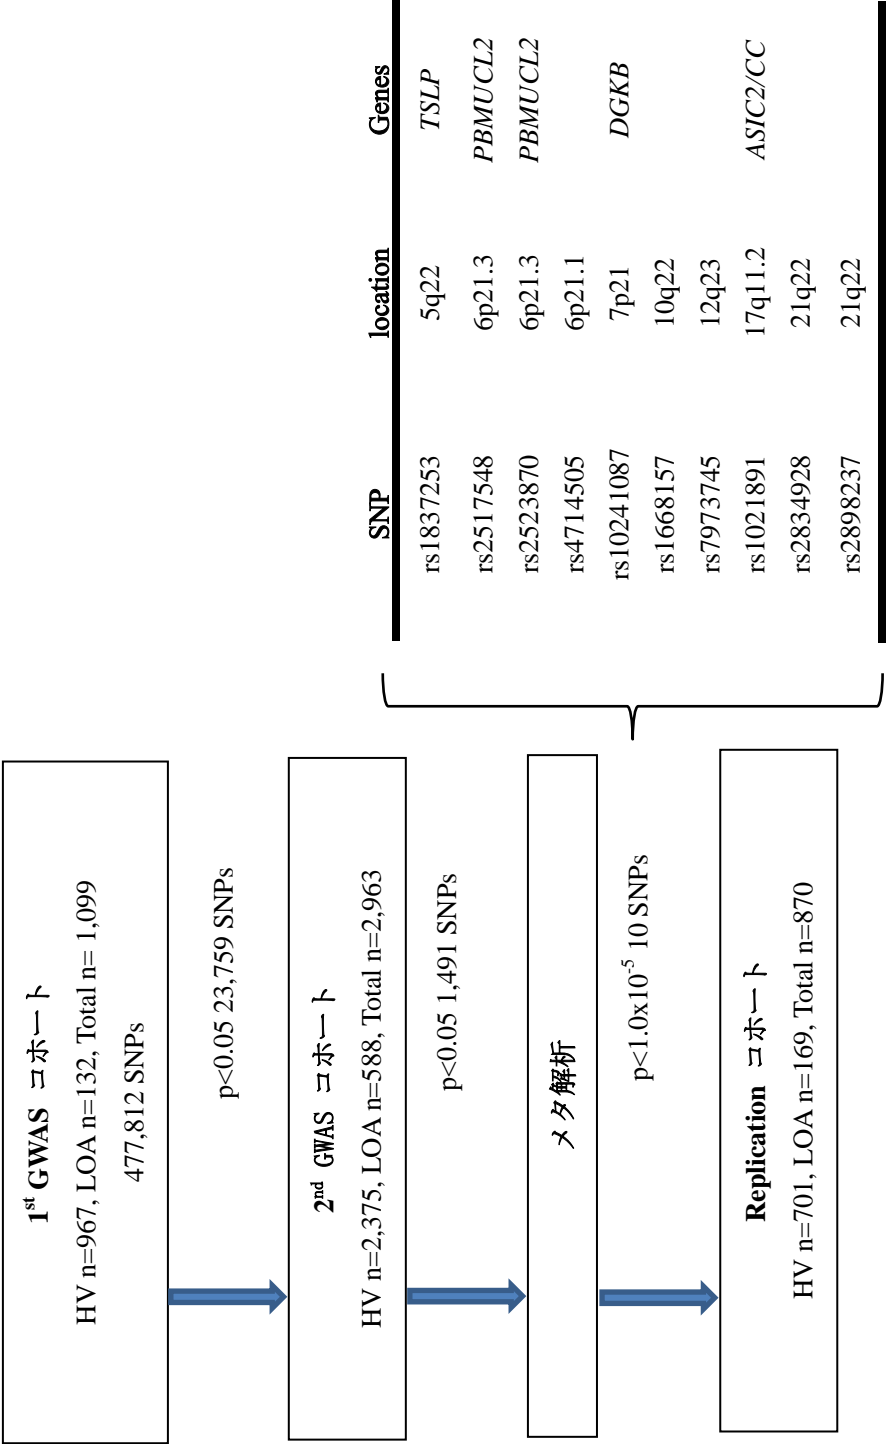 1st GWAS コホート
HV n=967, LOA n=132, Total n= 1,099
477,812 SNPs
p<0.05 23,759 SNPs
2nd GWAS コホート
HV n=2,375, LOA n=588, Total n=2,963
p<0.05 1,491 SNPs
メタ解析
p<1.0x10-5 10 SNPs
Replication コホート
HV n=701, LOA n=169, Total n=870
SNP location Genes
rs1837253 5q22 TSLP
rs2517548 6p21.3 PBMUCL2
rs2523870 6p21.3 PBMUCL2
rs4714505 6p21.1
rs10241087 7p21 DGKB
rs1668157 10q22
rs7973745 12q23
rs1021891 17q11.2 ASIC2/CC
rs2834928 21q22
rs2898237 21q22